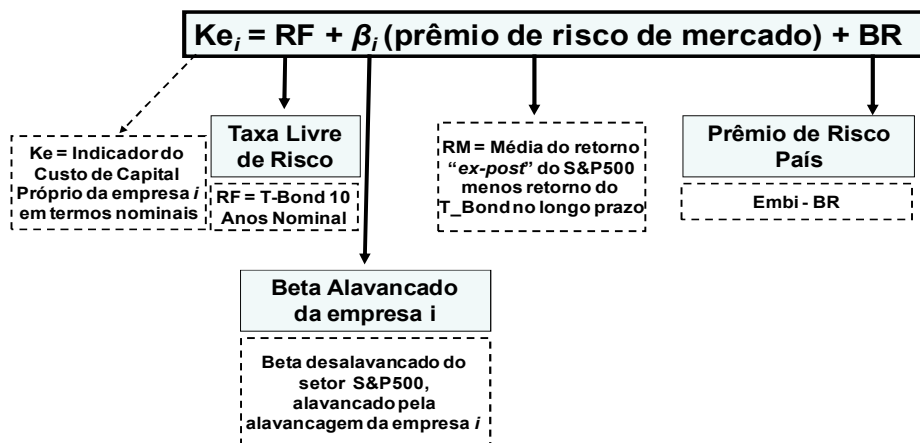 Keᵢ = RF + βᵢ (prêmio de risco de mercado) + BR
Ke = Indicador do
Custo de Capital
Próprio da empresa i
em termos nominais
Taxa Livre
de Risco
RF = T-Bond 10
Anos Nominal
RM = Média do retorno
“ex-post” do S&P500
menos retorno do
T_Bond no longo prazo
Prêmio de Risco
País
Embi - BR
Beta Alavancado
da empresa i
Beta desalavancado do
setor S&P500,
alavancado pela
alavancagem da empresa i